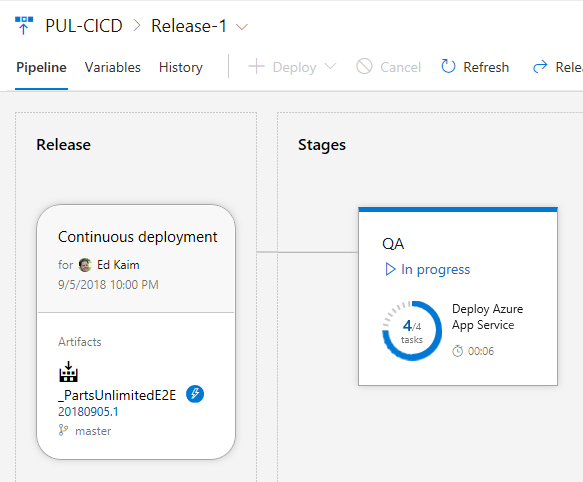 PUL-CICD > Release-1
Pipeline Variables History Deploy Cancel Refresh
Release
Stages
Continuous deployment
for Ed Kaim
9/5/2018 10:00 PM
Artifacts
_PartsUnlimitedE2E
20180905.1
master
QA
In progress
4/4
tasks
Deploy Azure
App Service
00:06